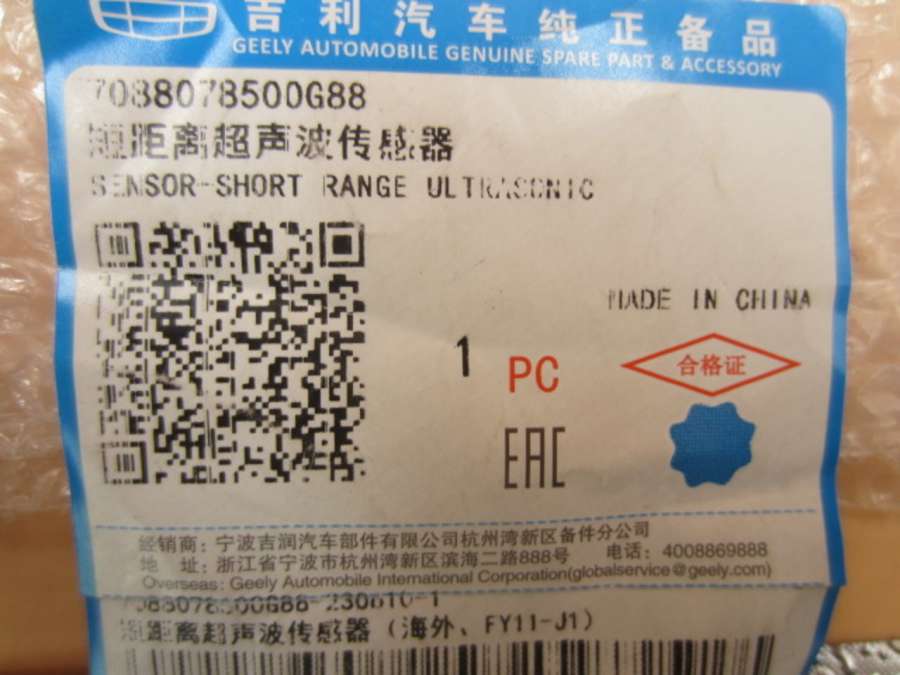 吉利汽车纯正备品
GEELY AUTOMOBILE GENUINE SPARE PART & ACCESSORY
7088078500G88
短距离超声波传感器
SENSOR-SHORT RANGE ULTRASONIC
MADE IN CHINA
1 PC
合格证
EAC
经销商：宁波吉润汽车部件有限公司杭州湾新区备件分公司
地 址：浙江省宁波市杭州湾新区滨海二路888号 电话：4008869888
Overseas：Geely Automobile International Corporation(globalservice@geely.com)
7088078500G88-230610-1
短距离超声波传感器（海外、FY11-J1）